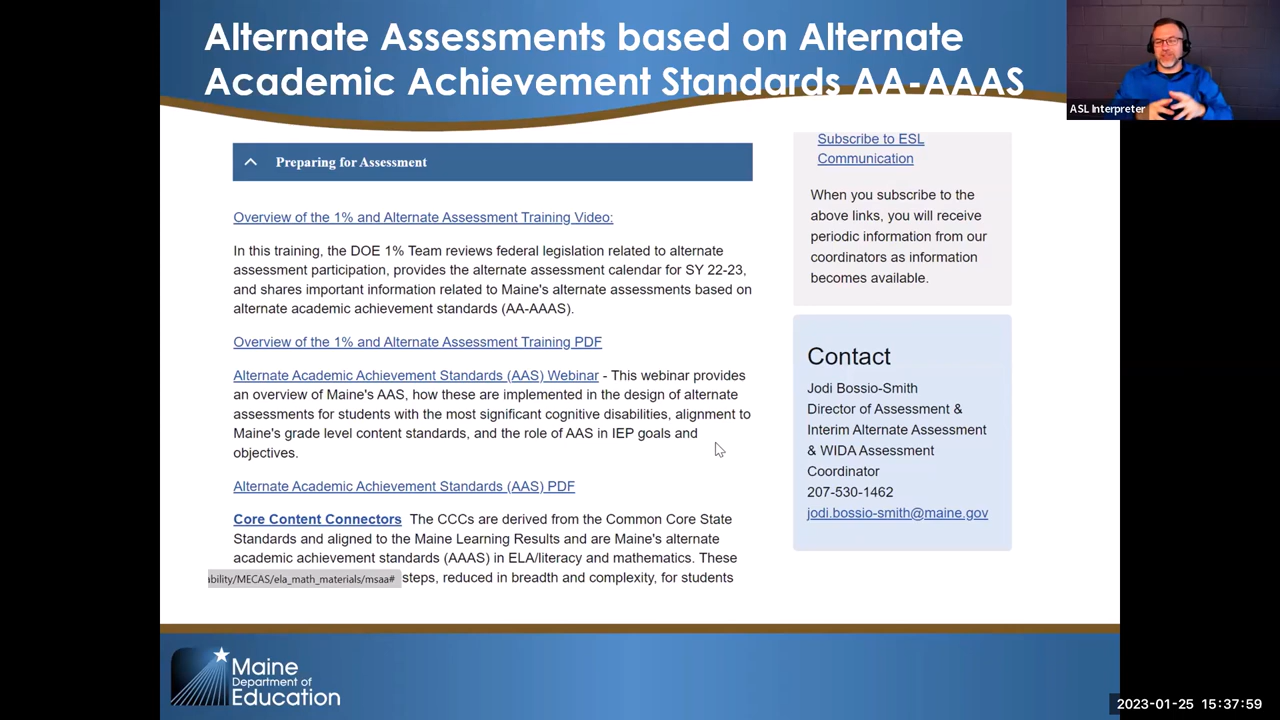 Alternate Assessments based on Alternate
Academic Achievement Standards AA-AAAS
ASL Interpreter
Preparing for Assessment
Overview of the 1% and Alternate Assessment Training Video:
In this training, the DOE 1% Team reviews federal legislation related to alternate
assessment participation, provides the alternate assessment calendar for SY 22-23,
and shares important information related to Maine's alternate assessments based on
alternate academic achievement standards (AA-AAAS).
Overview of the 1% and Alternate Assessment Training PDF
Alternate Academic Achievement Standards (AAS) Webinar - This webinar provides
an overview of Maine's AAS, how these are implemented in the design of alternate
assessments for students with the most significant cognitive disabilities, alignment to
Maine's grade level content standards, and the role of AAS in IEP goals and
objectives.
Alternate Academic Achievement Standards (AAS) PDF
Core Content Connectors The CCCs are derived from the Common Core State
Standards and aligned to the Maine Learning Results and are Maine's alternate
academic achievement standards (AAAS) in ELA/literacy and mathematics. These
ability/MECAS/ela_math_materials/msaa# steps, reduced in breadth and complexity, for students
Subscribe to ESL
Communication
When you subscribe to the
above links, you will receive
periodic information from our
coordinators as information
becomes available.
Contact
Jodi Bossio-Smith
Director of Assessment &
Interim Alternate Assessment
& WIDA Assessment
Coordinator
207-530-1462
jodi.bossio-smith@maine.gov
Maine
Department of
Education
2023-01-25 15:37:59